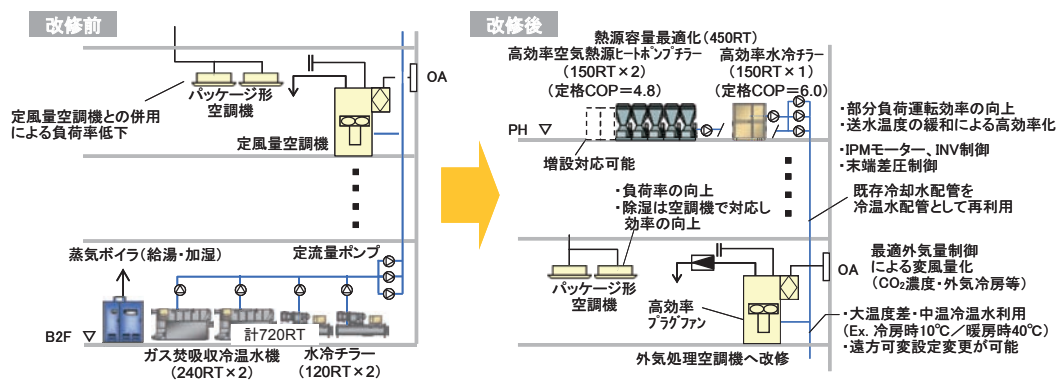 改修前
OA
パッケージ形
空調機
定風量空調機との併用
による負荷率低下
定風量空調機
蒸気ボイラ(給湯・加湿)
定流量ポンプ
計720RT
B2F
ガス焚吸収冷温水機
(240RT×2)
水冷チラー
(120RT×2)
改修後
熱源容量最適化(450RT)
高効率空気熱源ヒートポンプチラー
(150RT×2)
(定格COP=4.8)
高効率水冷チラー
(150RT×1)
(定格COP=6.0)
PH
増設対応可能
・部分負荷運転効率の向上
・送水温度の緩和による高効率化
・IPMモーター、INV制御
・末端差圧制御
既存冷却水配管を
冷温水配管として再利用
・負荷率の向上
・除湿は空調機で対応し
効率の向上
パッケージ形
空調機
高効率
プラグファン
外気処理空調機へ改修
OA
最適外気量制御
による変風量化
(CO₂濃度・外気冷房等)
・大温度差・中温冷温水利用
(Ex. 冷房時10℃/暖房時40℃)
・遠方可変設定変更が可能